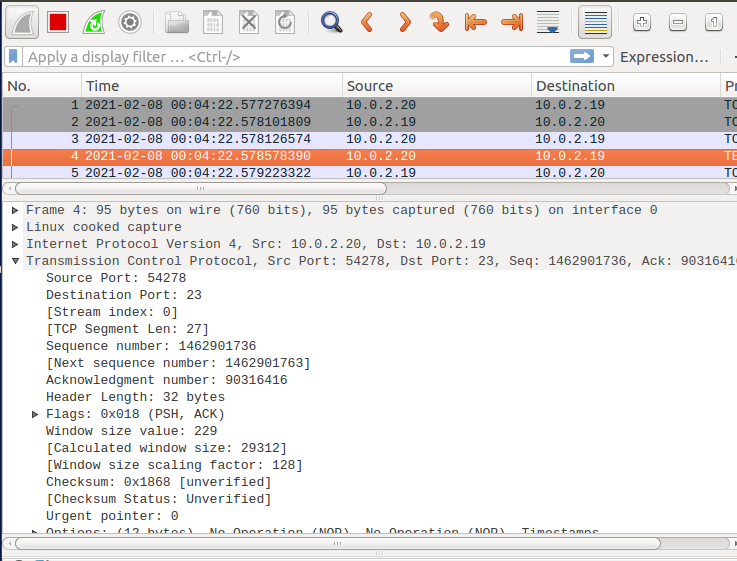 Apply a display filter … <Ctrl-/>
Expression…
No. Time Source Destination
1 2021-02-08 00:04:22.577276394 10.0.2.20 10.0.2.19
2 2021-02-08 00:04:22.578101809 10.0.2.19 10.0.2.20
3 2021-02-08 00:04:22.578126574 10.0.2.20 10.0.2.19
4 2021-02-08 00:04:22.578578390 10.0.2.20 10.0.2.19
5 2021-02-08 00:04:22.579223322 10.0.2.19 10.0.2.20
Frame 4: 95 bytes on wire (760 bits), 95 bytes captured (760 bits) on interface 0
Linux cooked capture
Internet Protocol Version 4, Src: 10.0.2.20, Dst: 10.0.2.19
Transmission Control Protocol, Src Port: 54278, Dst Port: 23, Seq: 1462901736, Ack: 90316416
Source Port: 54278
Destination Port: 23
[Stream index: 0]
[TCP Segment Len: 27]
Sequence number: 1462901736
[Next sequence number: 1462901763]
Acknowledgment number: 90316416
Header Length: 32 bytes
Flags: 0x018 (PSH, ACK)
Window size value: 229
[Calculated window size: 29312]
[Window size scaling factor: 128]
Checksum: 0x1868 [unverified]
[Checksum Status: Unverified]
Urgent pointer: 0
Options: (12 bytes), No-Operation (NOP), No-Operation (NOP), Timestamps